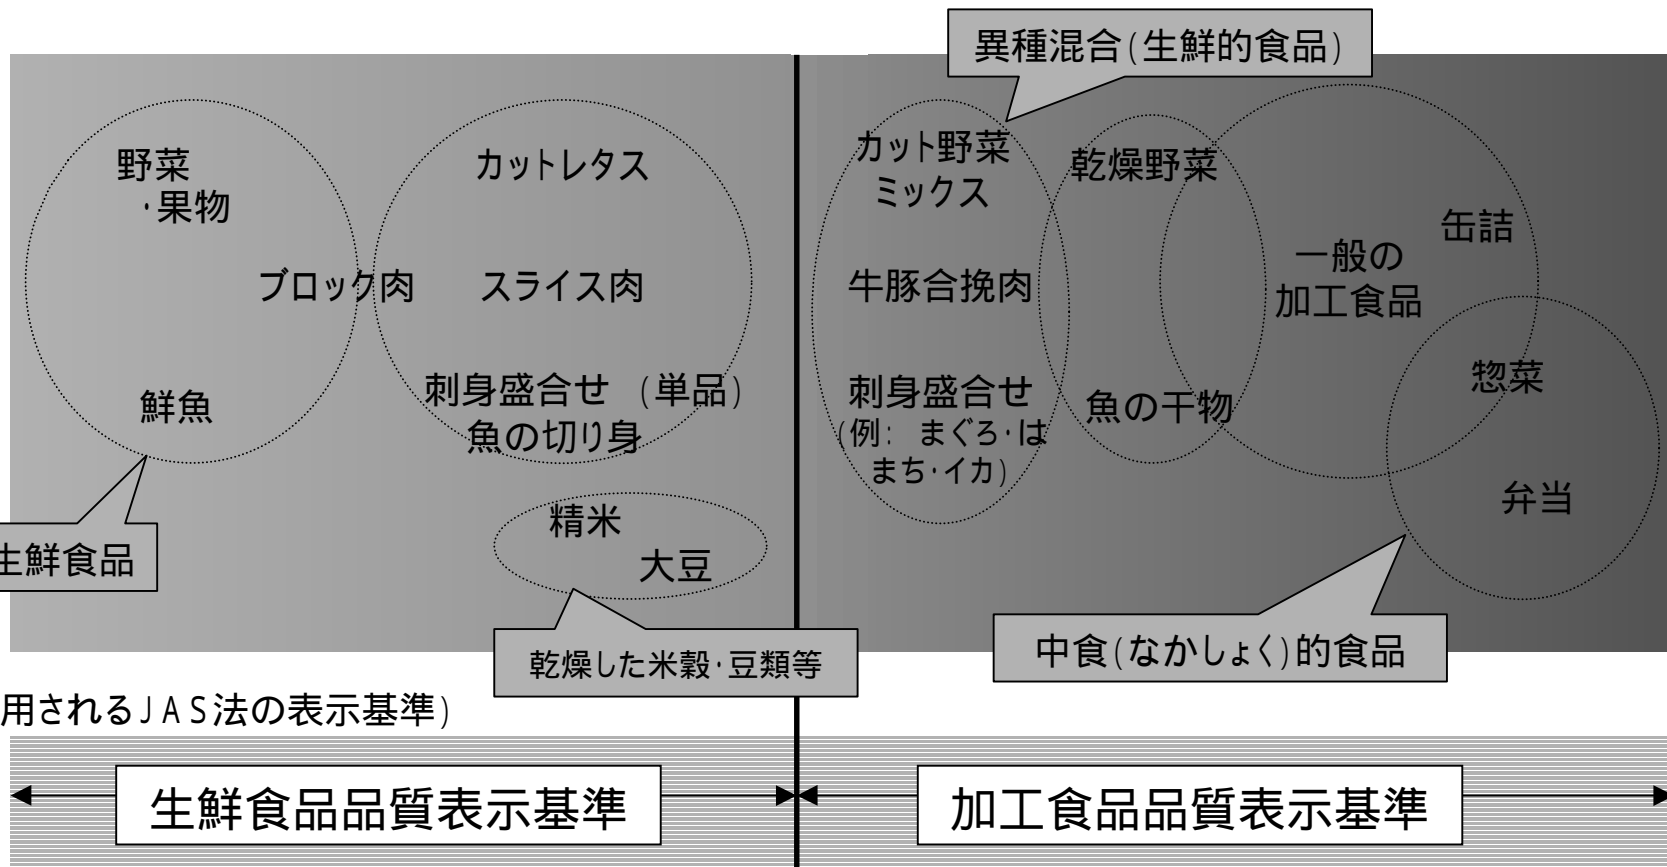 異種混合(生鮮的食品)
野菜
・果物
ブロック肉
鮮魚
カットレタス
スライス肉
刺身盛合せ (単品)
魚の切り身
精米
大豆
カット野菜
ミックス
牛豚合挽肉
刺身盛合せ
(例: まぐろ・は
まち・イカ)
乾燥野菜
魚の干物
一般の
加工食品
缶詰
惣菜
弁当
生鮮食品
乾燥した米穀・豆類等
中食(なかしょく)的食品
用されるJAS法の表示基準)
生鮮食品品質表示基準
加工食品品質表示基準